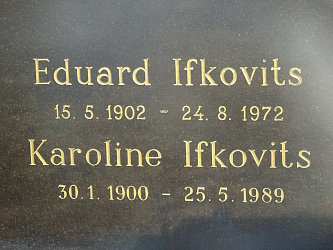 Eduard Ifkovits
15. 5. 1902 - 24. 8. 1972
Karoline Ifkovits
30. 1. 1900 - 25. 5. 1989